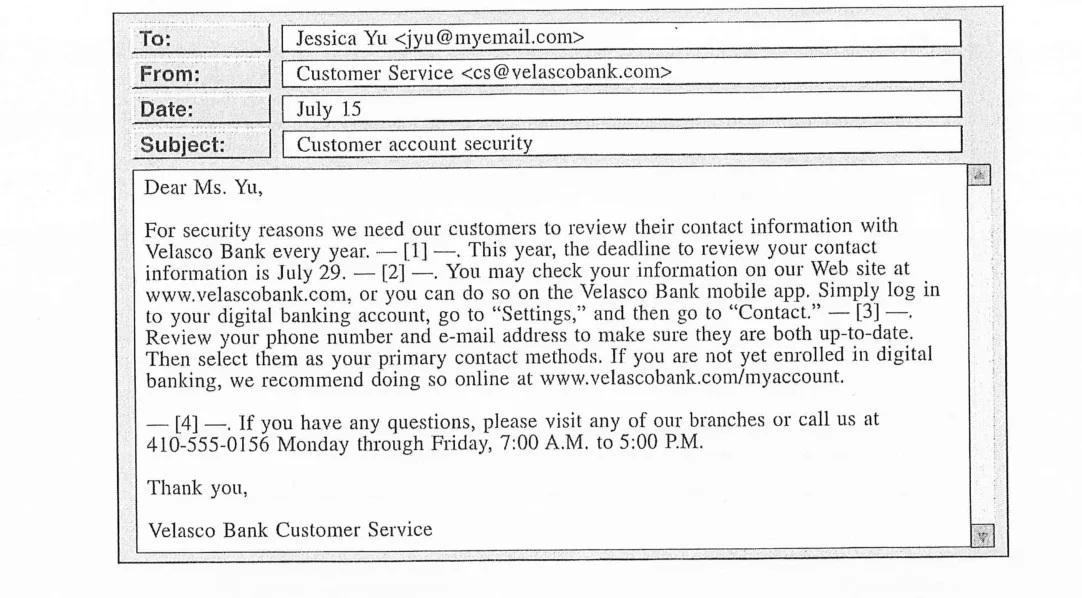 To: Jessica Yu <jyu@myemail.com>
From: Customer Service <cs@velascobank.com>
Date: July 15
Subject: Customer account security
Dear Ms. Yu,
For security reasons we need our customers to review their contact information with
Velasco Bank every year. — [1] —. This year, the deadline to review your contact
information is July 29. — [2] —. You may check your information on our Web site at
www.velascobank.com, or you can do so on the Velasco Bank mobile app. Simply log in
to your digital banking account, go to “Settings,” and then go to “Contact.” — [3] —.
Review your phone number and e-mail address to make sure they are both up-to-date.
Then select them as your primary contact methods. If you are not yet enrolled in digital
banking, we recommend doing so online at www.velascobank.com/myaccount.
— [4] —. If you have any questions, please visit any of our branches or call us at
410-555-0156 Monday through Friday, 7:00 A.M. to 5:00 P.M.
Thank you,
Velasco Bank Customer Service